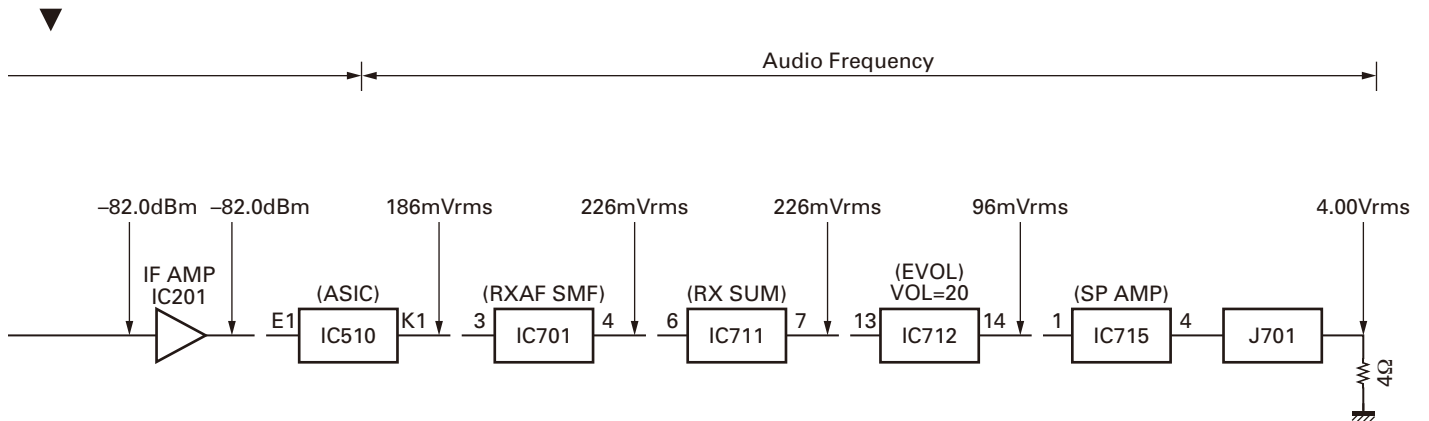 Audio Frequency
–82.0dBm –82.0dBm 186mVrms 226mVrms 226mVrms 96mVrms 4.00Vrms
IF AMP
IC201
(ASIC)
E1 IC510 K1
(RXAF SMF)
3 IC701 4
(RX SUM)
6 IC711 7
(EVOL)
VOL=20
13 IC712 14
(SP AMP)
1 IC715 4
J701
4Ω